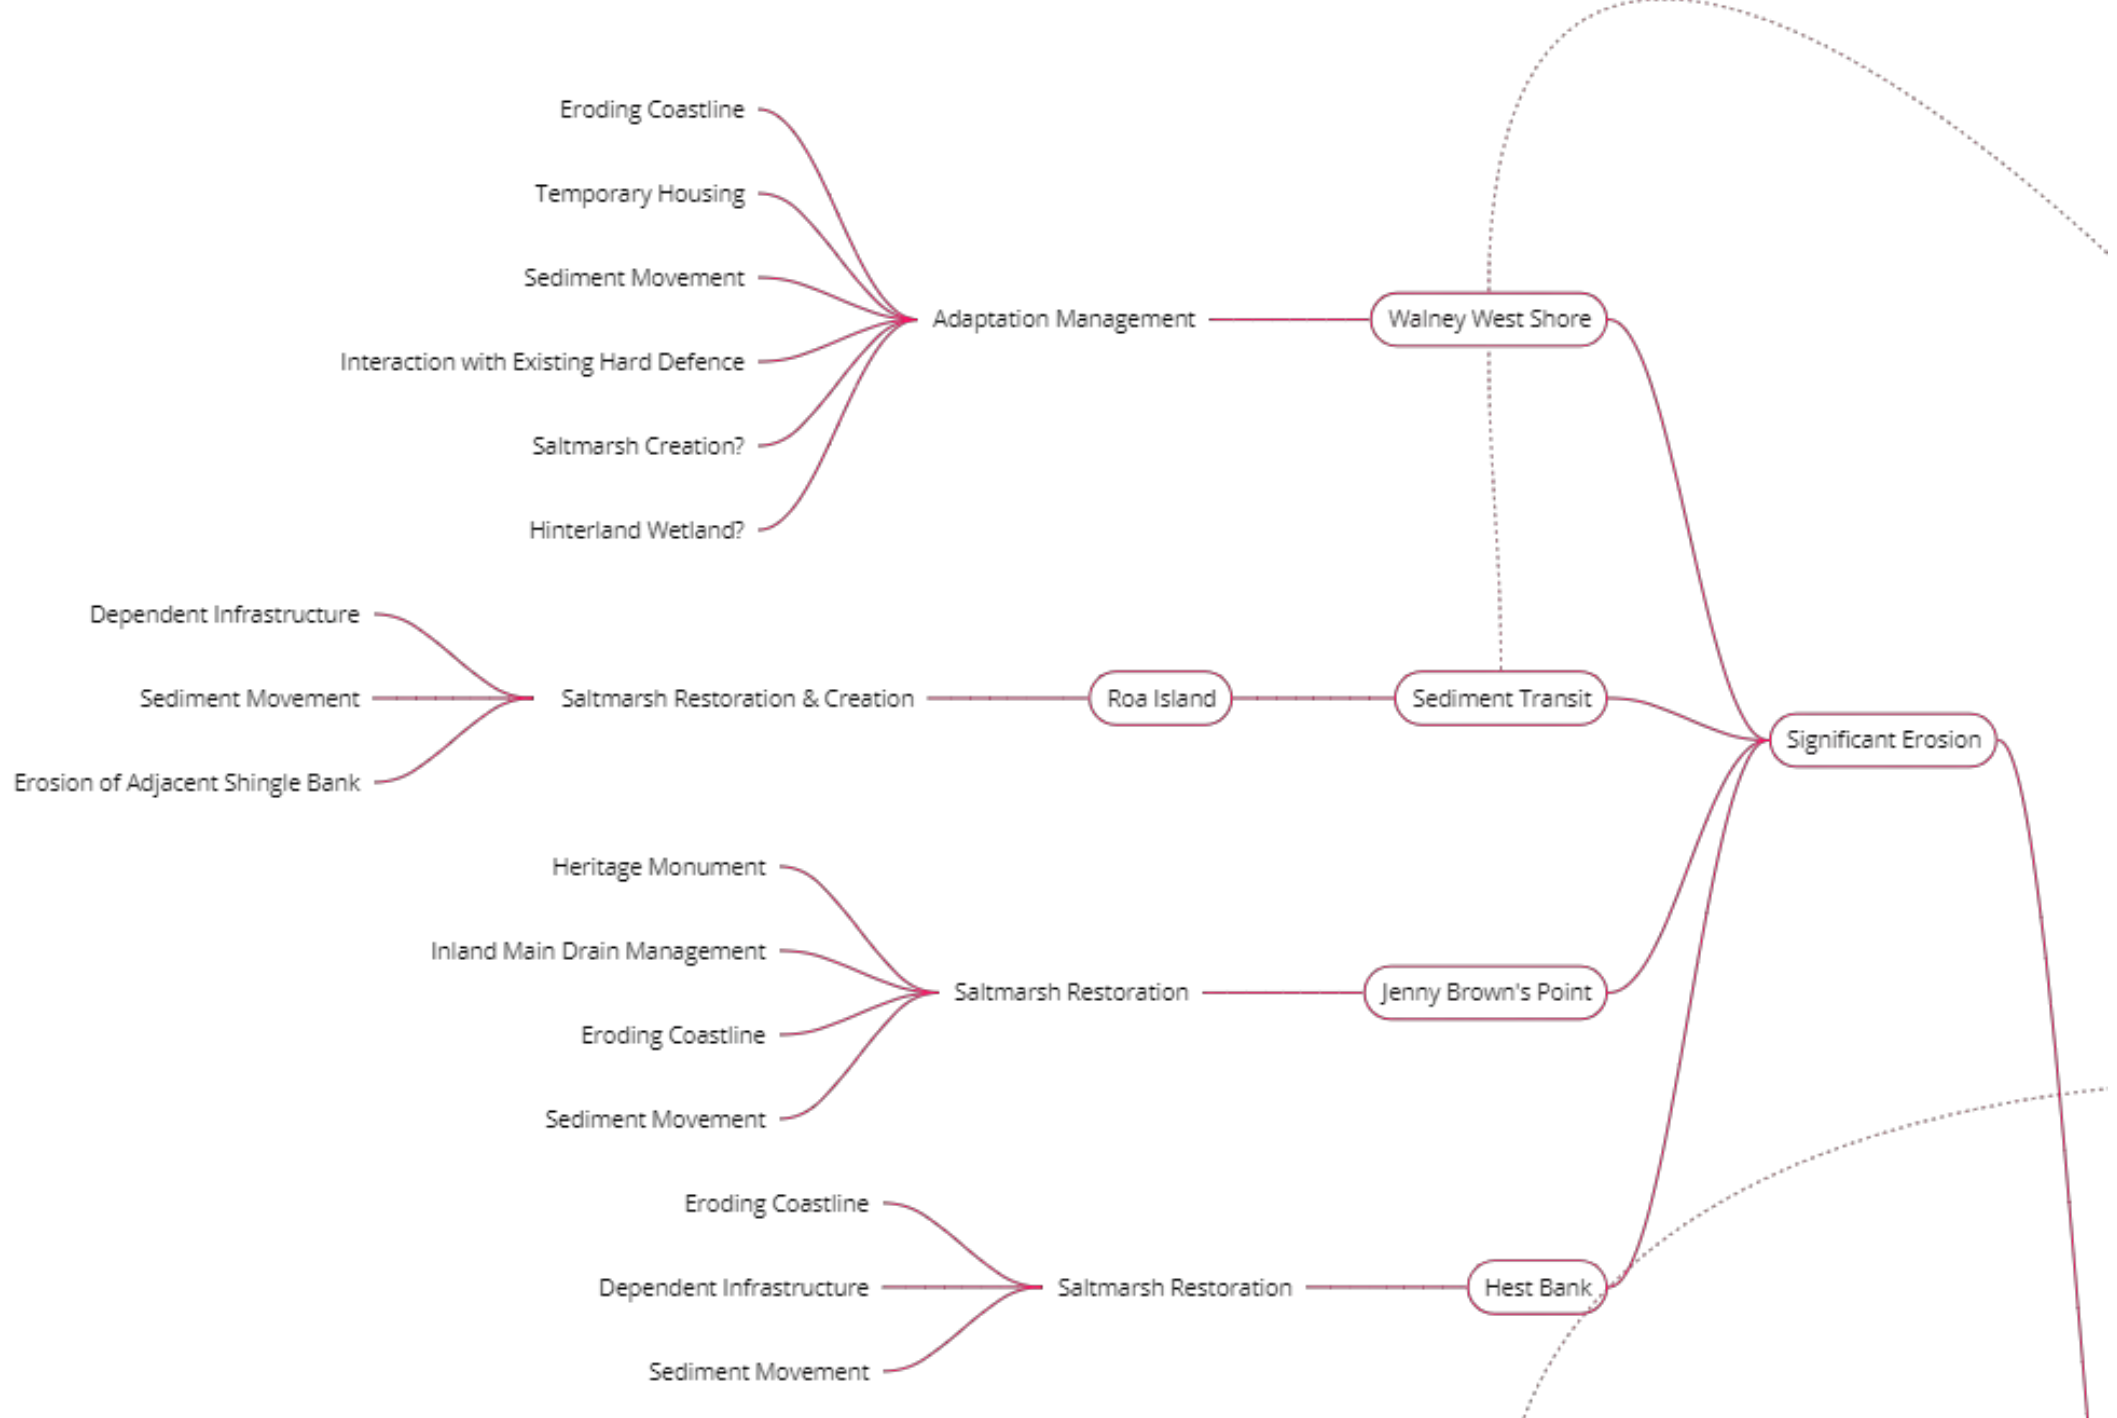 Eroding Coastline
Temporary Housing
Sediment Movement
Adaptation Management
Walney West Shore
Interaction with Existing Hard Defence
Saltmarsh Creation?
Hinterland Wetland?
Dependent Infrastructure
Sediment Movement
Saltmarsh Restoration & Creation
Roa Island
Sediment Transit
Significant Erosion
Erosion of Adjacent Shingle Bank
Heritage Monument
Inland Main Drain Management
Saltmarsh Restoration
Jenny Brown's Point
Eroding Coastline
Sediment Movement
Eroding Coastline
Dependent Infrastructure
Saltmarsh Restoration
Hest Bank
Sediment Movement